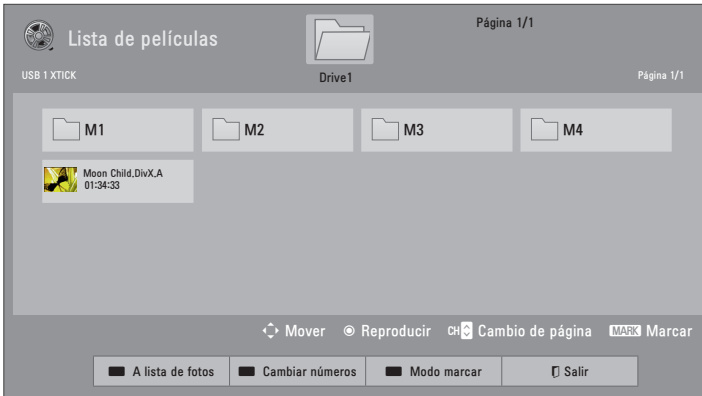 Lista de películas
Página 1/1
USB 1 XTICK
Drive1
Página 1/1
M1
M2
M3
M4
Moon Child,DivX,A
01:34:33
Mover
Reproducir
CH Cambio de página
MARK Marcar
A lista de fotos
Cambiar números
Modo marcar
Salir